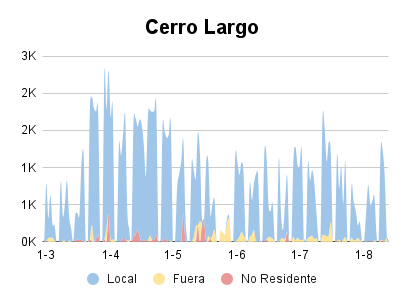 Cerro Largo
3K
2K
2K
1K
1K
0K
1-3 1-4 1-5 1-6 1-7 1-8
Local Fuera No Residente